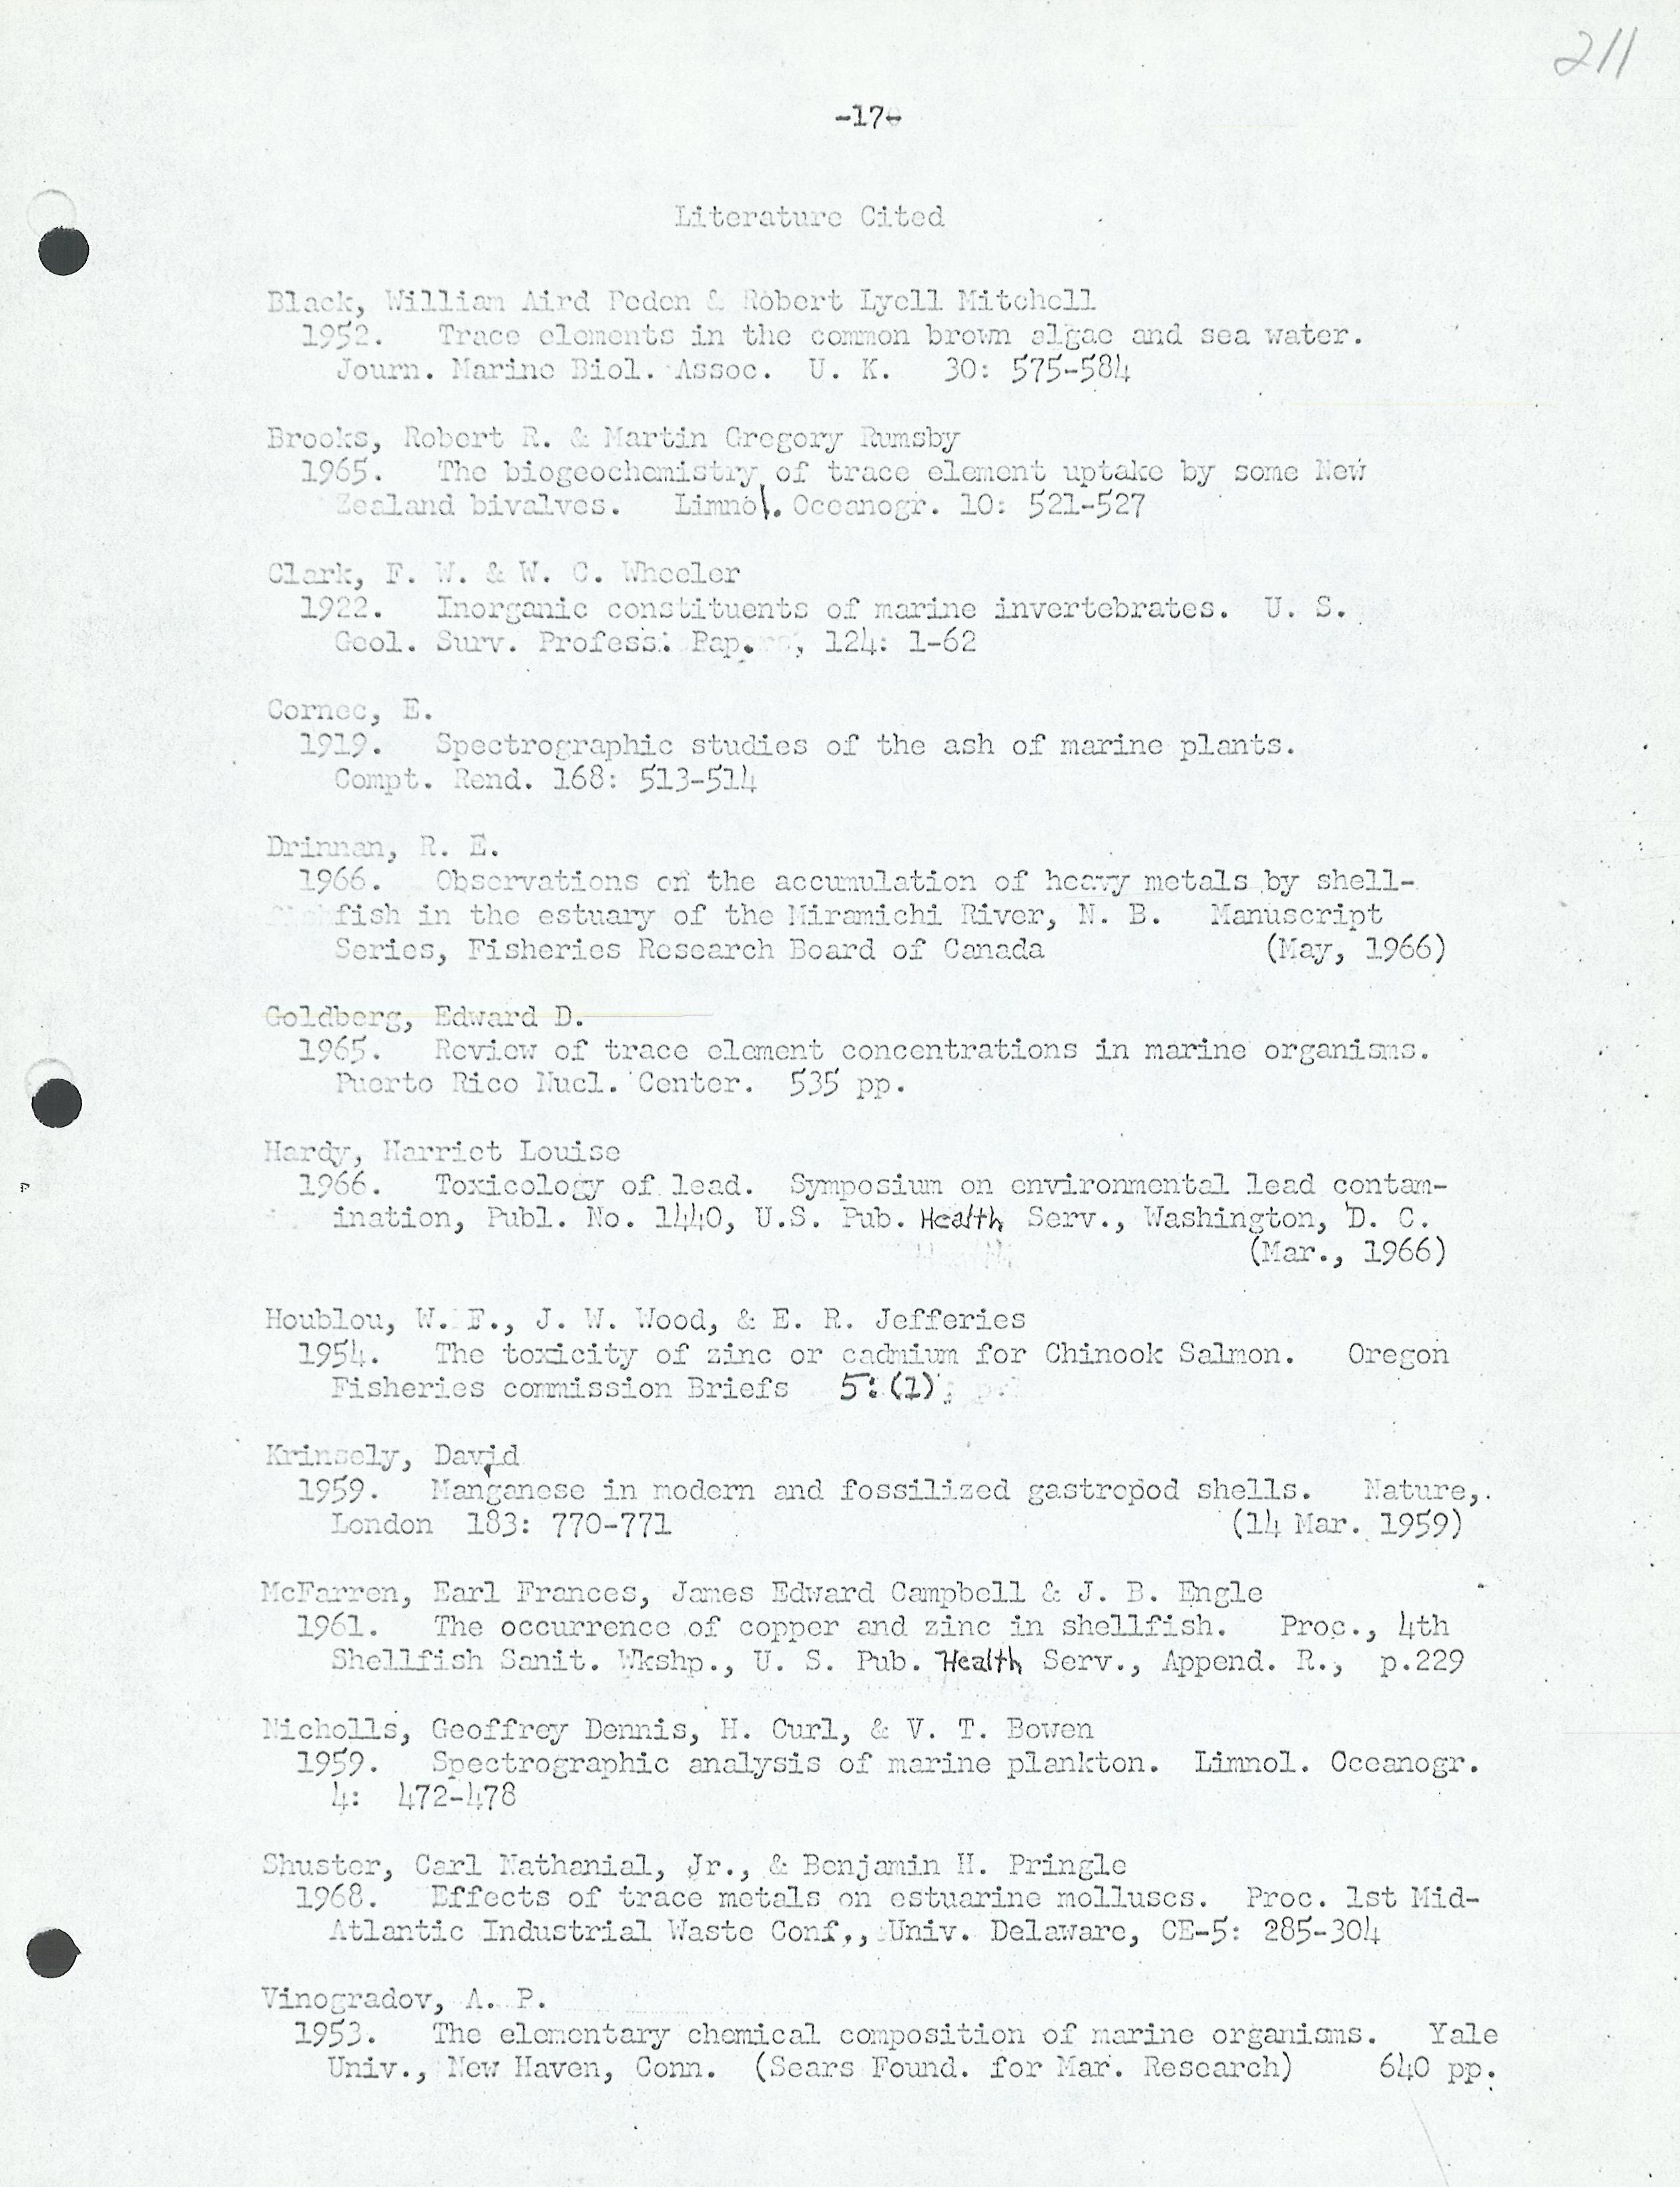 211
-17-
Literature Cited
Black, William Aird Peden & Robert Lyell Mitchell
1952. Trace elements in the common brown algae and sea water.
Journ. Marine Biol. Assoc. U. K. 30: 575-584
Brooks, Robert R. & Martin Gregory Rumsby
1965. The biogeochemistry of trace element uptake by some New
Zealand bivalves. Limnol. Oceanogr. 10: 521-527
Clark, F. W. & W. C. Wheeler
1922. Inorganic constituents of marine invertebrates. U. S.
Geol. Surv. Profess. Pap. , 124: 1-62
Cornec, E.
1919. Spectrographic studies of the ash of marine plants.
Compt. Rend. 168: 513-514
Drinnan, R. E.
1966. Observations on the accumulation of heavy metals by shell-
fish in the estuary of the Miramichi River, N. B. Manuscript
Series, Fisheries Research Board of Canada (May, 1966)
Goldberg, Edward D.
1965. Review of trace element concentrations in marine organisms.
Puerto Rico Nucl. Center. 535 pp.
Hardy, Harriet Louise
1966. Toxicology of lead. Symposium on environmental lead contam-
ination, Publ. No. 1440, U.S. Pub. Health Serv., Washington, D. C.
(Mar., 1966)
Houblou, W. F., J. W. Wood, & E. R. Jefferies
1954. The toxicity of zinc or cadmium for Chinook Salmon. Oregon
Fisheries commission Briefs 5:(1)
Krinsely, David
1959. Manganese in modern and fossilized gastropod shells. Nature,
London 183: 770-771 (14 Mar. 1959)
McFarren, Earl Frances, James Edward Campbell & J. B. Engle
1961. The occurrence of copper and zinc in shellfish. Proc., 4th
Shellfish Sanit. Wkshp., U. S. Pub. Health Serv., Append. R., p.229
Nicholls, Geoffrey Dennis, H. Curl, & V. T. Bowen
1959. Spectrographic analysis of marine plankton. Limnol. Oceanogr.
4: 472-478
Shuster, Carl Nathanial, Jr., & Benjamin H. Pringle
1968. Effects of trace metals on estuarine molluscs. Proc. 1st Mid-
Atlantic Industrial Waste Conf., Univ. Delaware, CE-5: 285-304
Vinogradov, A. P.
1953. The elementary chemical composition of marine organisms. Yale
Univ., New Haven, Conn. (Sears Found. for Mar. Research) 640 pp.